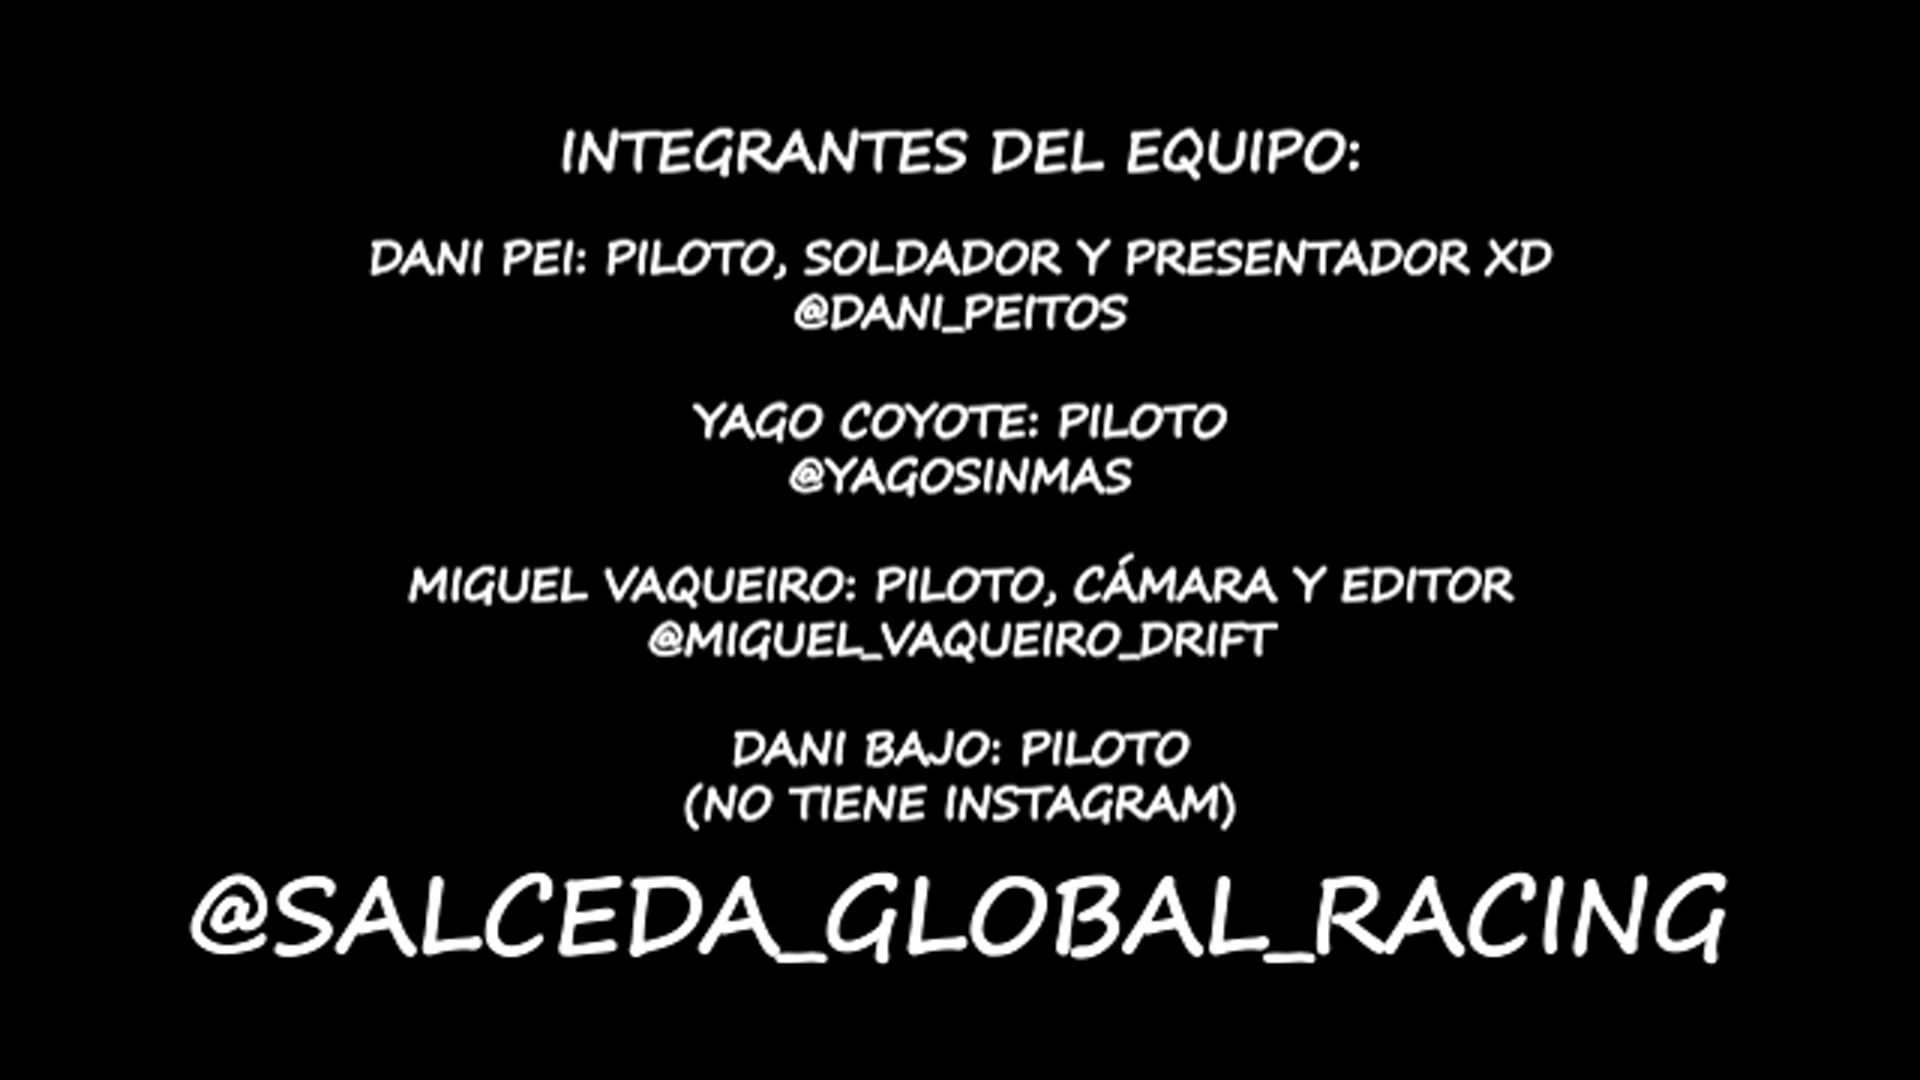 INTEGRANTES DEL EQUIPO:
DANI PEI: PILOTO, SOLDADOR Y PRESENTADOR XD
@DANI_PEITOS
YAGO COYOTE: PILOTO
@YAGOSINMAS
MIGUEL VAQUEIRO: PILOTO, CÁMARA Y EDITOR
@MIGUEL_VAQUEIRO_DRIFT
DANI BAJO: PILOTO
(NO TIENE INSTAGRAM)
@SALCEDA_GLOBAL_RACING